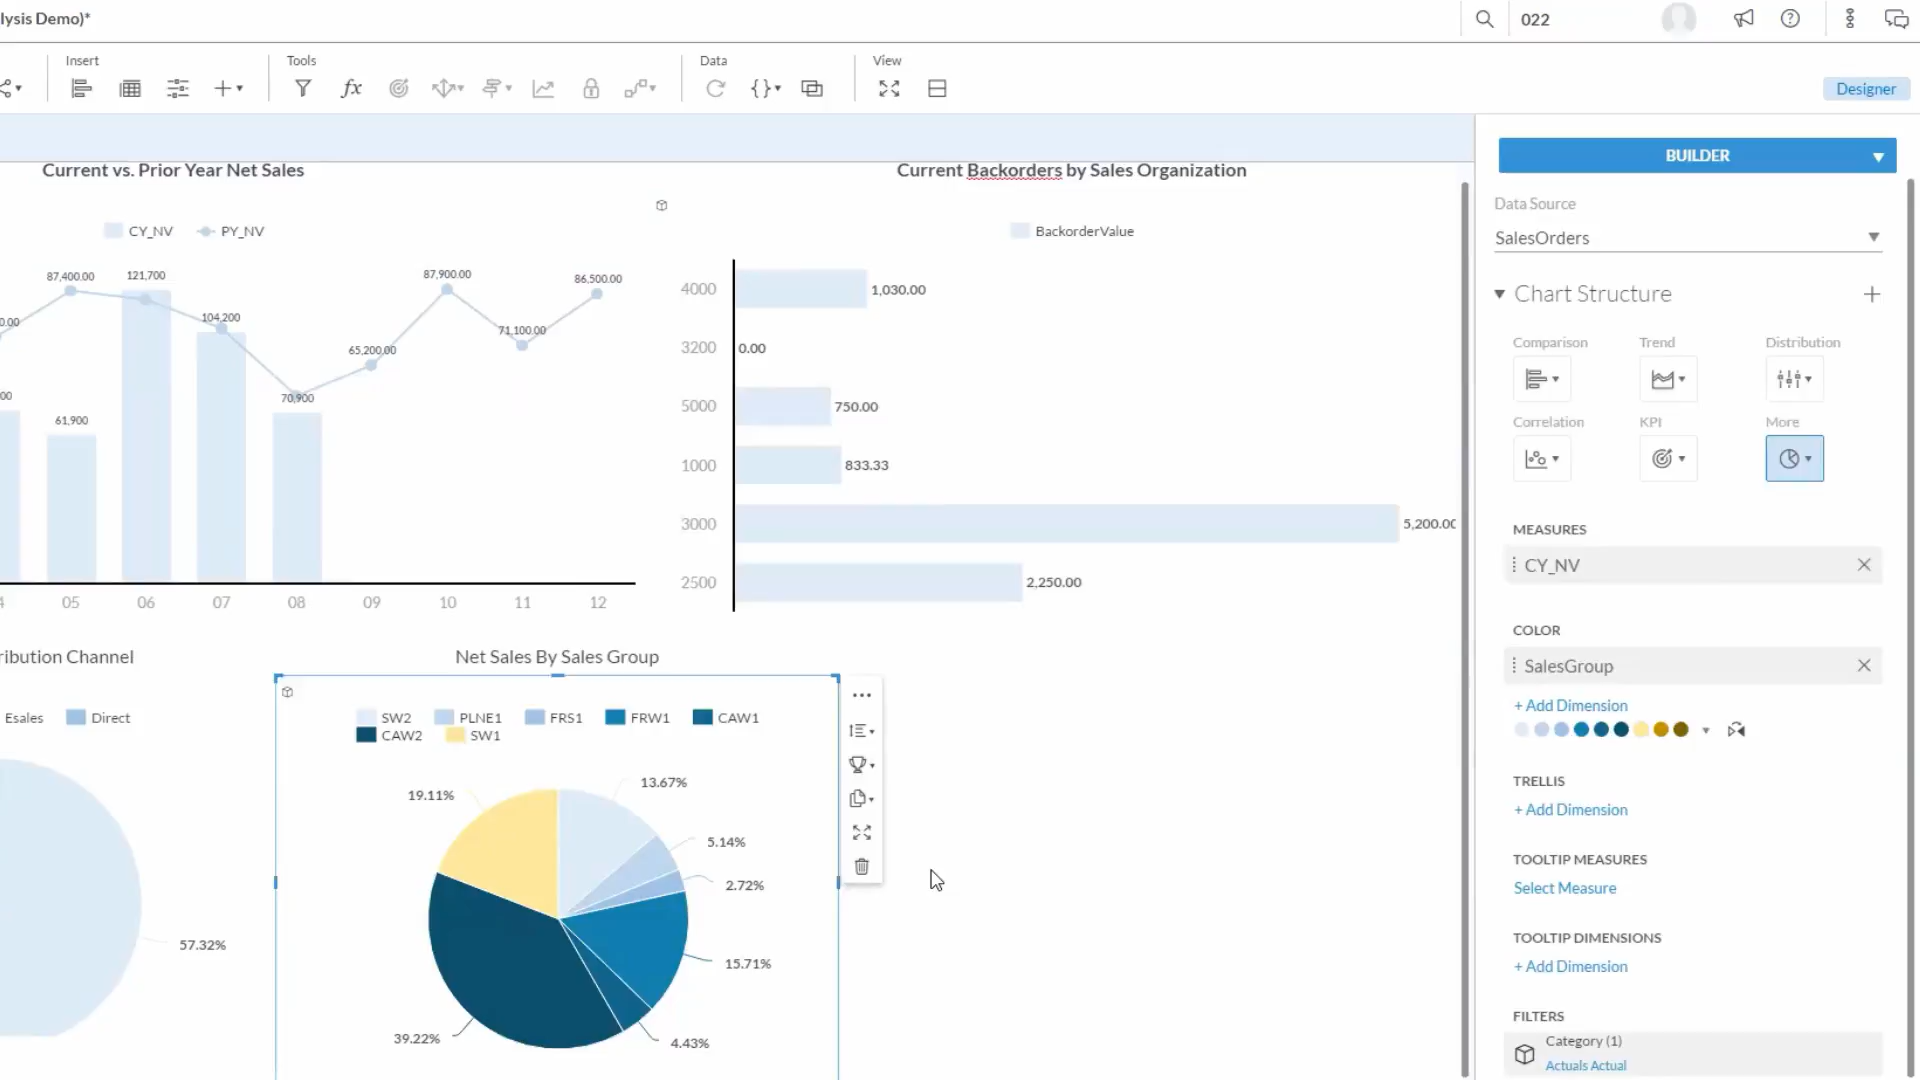 lysis Demo)*
022
Insert
Tools
Data
View
fx
Designer
Current vs. Prior Year Net Sales
CY_NV
PY_NV
87,400.00
121,700
0.00
104,200
70,900
65,200.00
87,900.00
71,100.00
86,500.00
00
61,900
4
05
06
07
08
09
10
11
12
Current Backorders by Sales Organization
BackorderValue
4000
1,030.00
3200
0.00
5000
750.00
1000
833.33
3000
5,200.00
2500
2,250.00
ribution Channel
Esales
Direct
57.32%
Net Sales By Sales Group
SW2
PLNE1
FRS1
FRW1
CAW1
CAW2
SW1
19.11%
13.67%
5.14%
2.72%
15.71%
4.43%
39.22%
BUILDER
Data Source
SalesOrders
Chart Structure
Comparison
Trend
Distribution
Correlation
KPI
More
MEASURES
CY_NV
COLOR
SalesGroup
+ Add Dimension
TRELLIS
+ Add Dimension
TOOLTIP MEASURES
Select Measure
TOOLTIP DIMENSIONS
+ Add Dimension
FILTERS
Category (1)
Actuals Actual